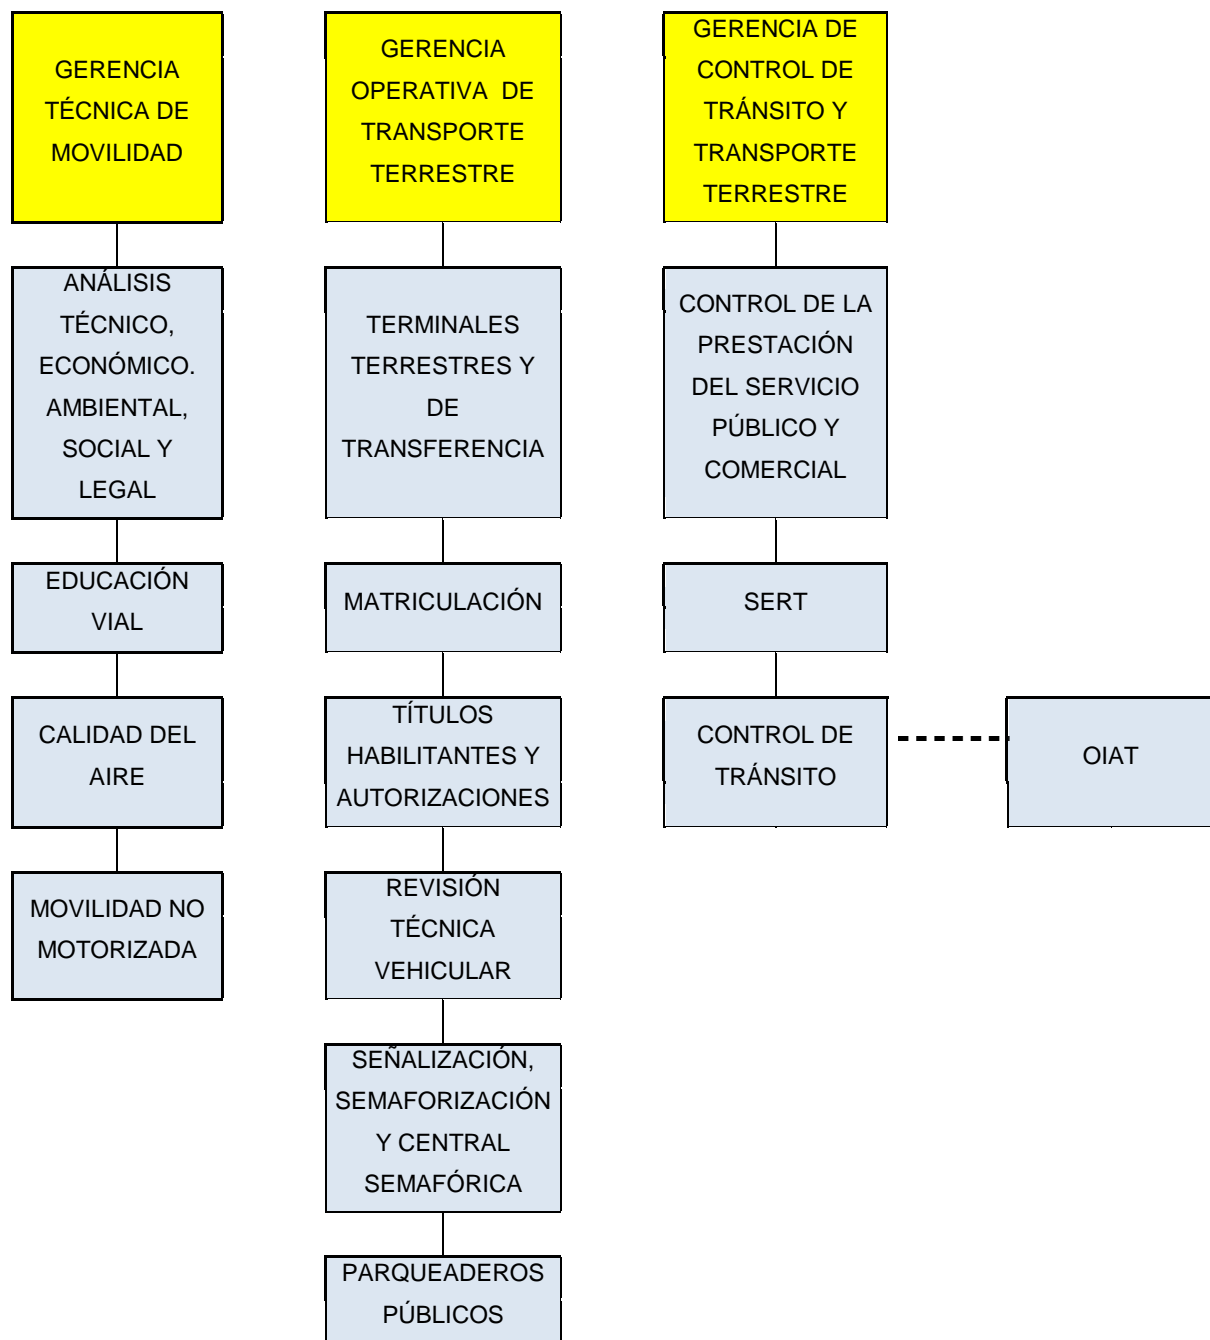 GERENCIA
TÉCNICA DE
MOVILIDAD
GERENCIA
OPERATIVA DE
TRANSPORTE
TERRESTRE
GERENCIA DE
CONTROL DE
TRÁNSITO Y
TRANSPORTE
TERRESTRE
ANÁLISIS
TÉCNICO,
ECONÓMICO.
AMBIENTAL,
SOCIAL Y
LEGAL
TERMINALES
TERRESTRES Y
DE
TRANSFERENCIA
CONTROL DE LA
PRESTACIÓN
DEL SERVICIO
PÚBLICO Y
COMERCIAL
EDUCACIÓN
VIAL
MATRICULACIÓN
SERT
CALIDAD DEL
AIRE
TÍTULOS
HABILITANTES Y
AUTORIZACIONES
CONTROL DE
TRÁNSITO
OIAT
MOVILIDAD NO
MOTORIZADA
REVISIÓN
TÉCNICA
VEHICULAR
SEÑALIZACIÓN,
SEMAFORIZACIÓN
Y CENTRAL
SEMAFÓRICA
PARQUEADEROS
PÚBLICOS